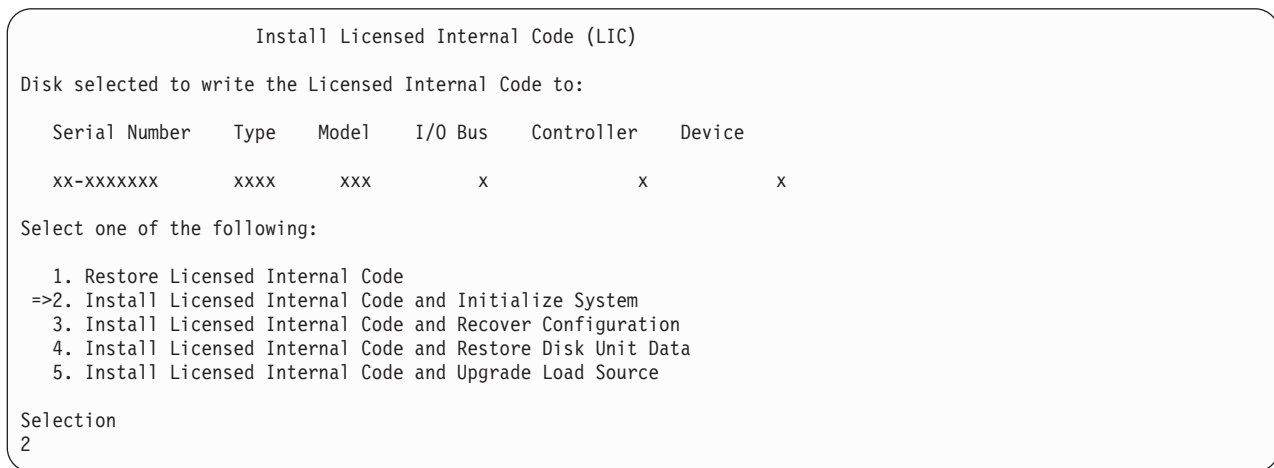 Install Licensed Internal Code (LIC)
Disk selected to write the Licensed Internal Code to:
Serial Number Type Model I/O Bus Controller Device
xx-xxxxxxx xxxx xxx x x x
Select one of the following:
1. Restore Licensed Internal Code
=>2. Install Licensed Internal Code and Initialize System
3. Install Licensed Internal Code and Recover Configuration
4. Install Licensed Internal Code and Restore Disk Unit Data
5. Install Licensed Internal Code and Upgrade Load Source
Selection
2